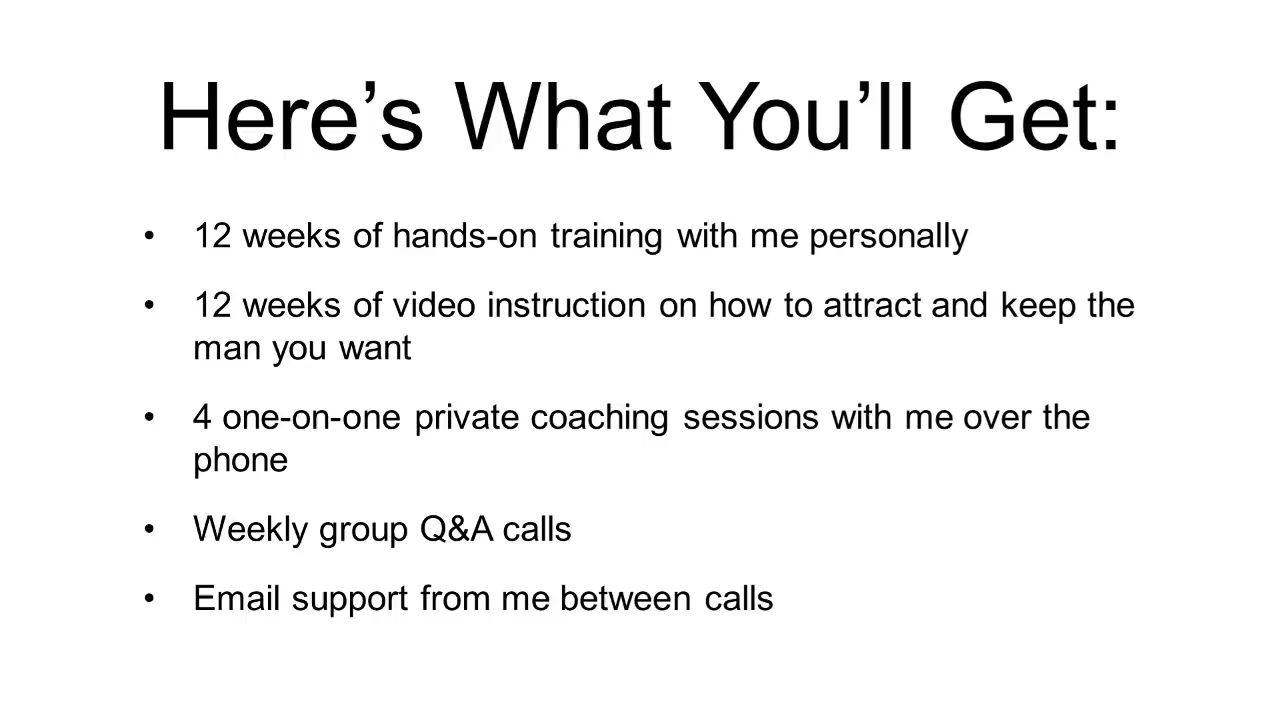 Here’s What You’ll Get:
• 12 weeks of hands-on training with me personally
• 12 weeks of video instruction on how to attract and keep the
man you want
• 4 one-on-one private coaching sessions with me over the
phone
• Weekly group Q&A calls
• Email support from me between calls